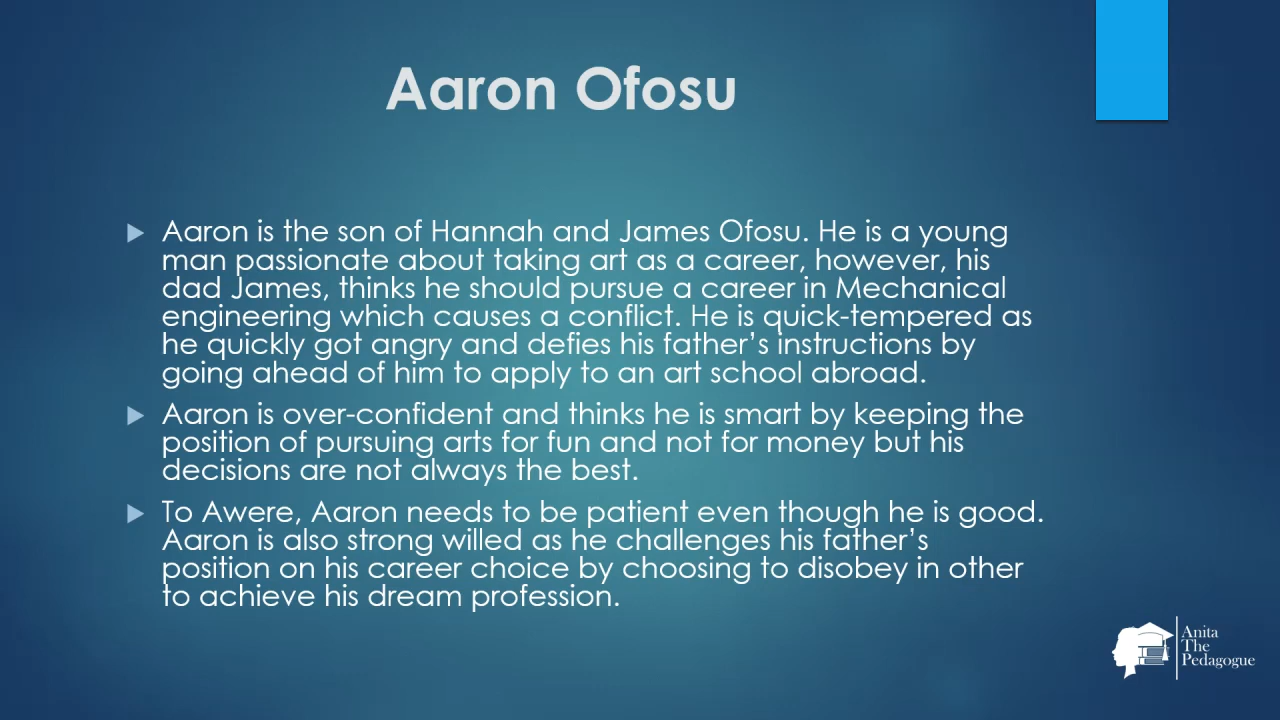 Aaron Ofosu
Aaron is the son of Hannah and James Ofosu. He is a young
man passionate about taking art as a career, however, his
dad James, thinks he should pursue a career in Mechanical
engineering which causes a conflict. He is quick-tempered as
he quickly got angry and defies his father’s instructions by
going ahead of him to apply to an art school abroad.
Aaron is over-confident and thinks he is smart by keeping the
position of pursuing arts for fun and not for money but his
decisions are not always the best.
To Awere, Aaron needs to be patient even though he is good.
Aaron is also strong willed as he challenges his father’s
position on his career choice by choosing to disobey in other
to achieve his dream profession.
Anita
The
Pedagogue